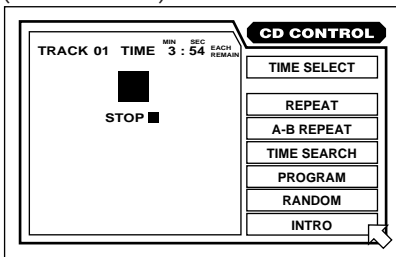 CD CONTROL
MIN SEC
TRACK 01 TIME 3 : 54 EACH
REMAIN
STOP
TIME SELECT
REPEAT
A-B REPEAT
TIME SEARCH
PROGRAM
RANDOM
INTRO